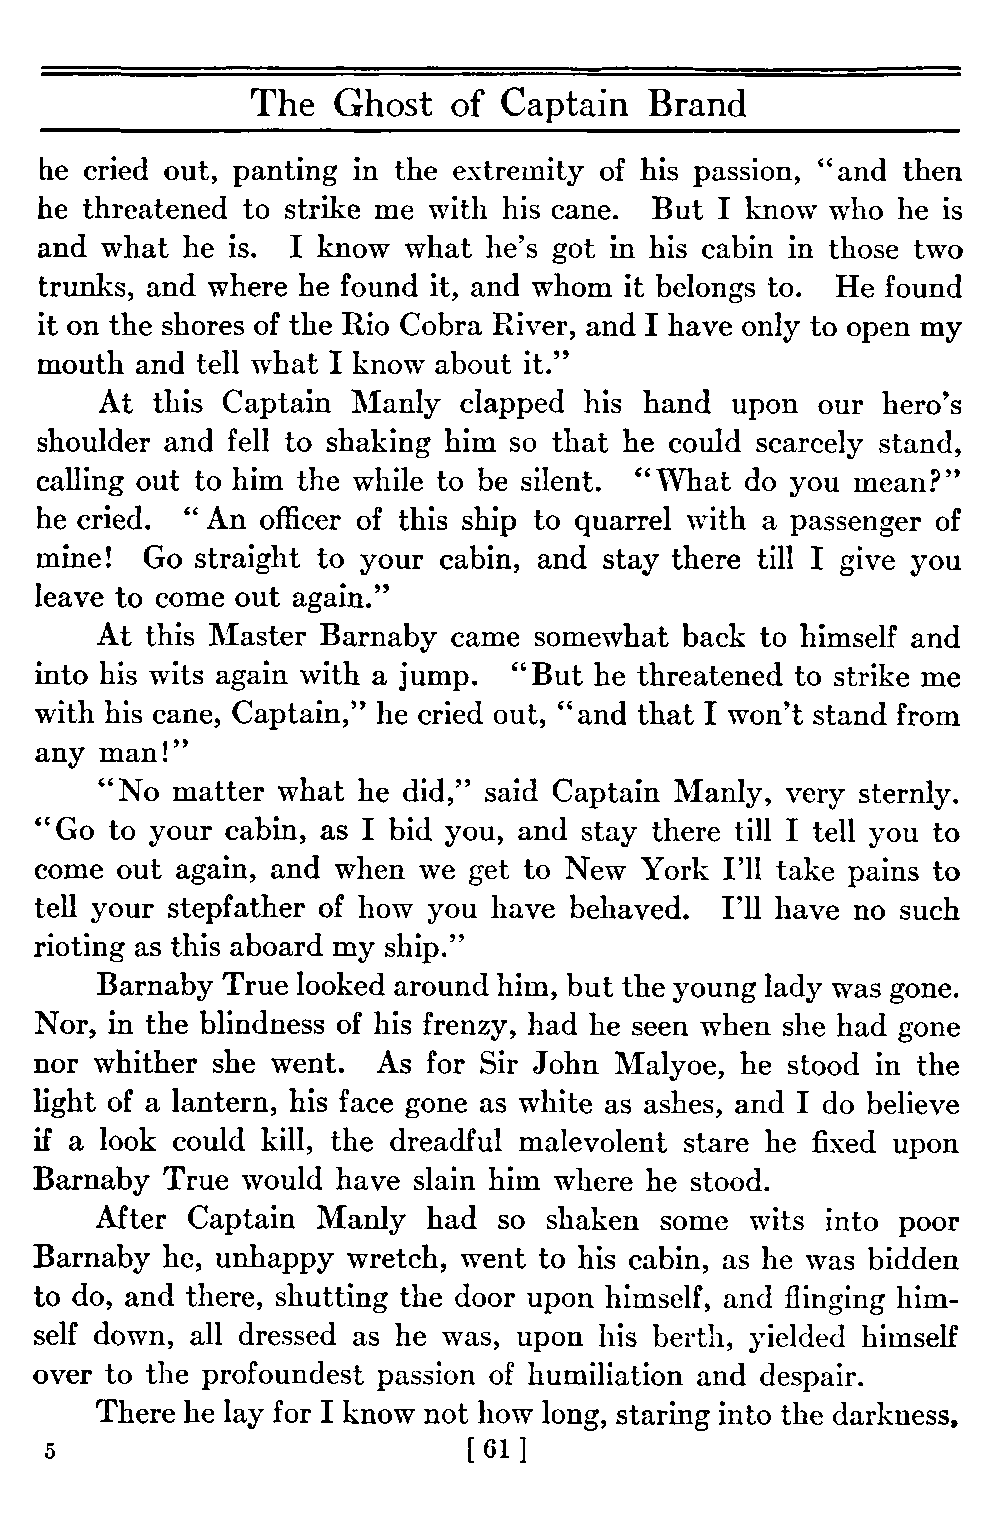 The Ghost of Captain Brand
he cried out, panting in the extremity of his passion, “and then
he threatened to strike me with his cane. But I know who he is
and what he is. I know what he’s got in his cabin in those two
trunks, and where he found it, and whom it belongs to. He found
it on the shores of the Rio Cobra River, and I have only to open my
mouth and tell what I know about it.”
At this Captain Manly clapped his hand upon our hero’s
shoulder and fell to shaking him so that he could scarcely stand,
calling out to him the while to be silent. “What do you mean?”
he cried. “An officer of this ship to quarrel with a passenger of
mine! Go straight to your cabin, and stay there till I give you
leave to come out again.”
At this Master Barnaby came somewhat back to himself and
into his wits again with a jump. “But he threatened to strike me
with his cane, Captain,” he cried out, “and that I won’t stand from
any man!”
“No matter what he did,” said Captain Manly, very sternly.
“Go to your cabin, as I bid you, and stay there till I tell you to
come out again, and when we get to New York I’ll take pains to
tell your stepfather of how you have behaved. I’ll have no such
rioting as this aboard my ship.”
Barnaby True looked around him, but the young lady was gone.
Nor, in the blindness of his frenzy, had he seen when she had gone
nor whither she went. As for Sir John Malyoe, he stood in the
light of a lantern, his face gone as white as ashes, and I do believe
if a look could kill, the dreadful malevolent stare he fixed upon
Barnaby True would have slain him where he stood.
After Captain Manly had so shaken some wits into poor
Barnaby he, unhappy wretch, went to his cabin, as he was bidden
to do, and there, shutting the door upon himself, and flinging him-
self down, all dressed as he was, upon his berth, yielded himself
over to the profoundest passion of humiliation and despair.
There he lay for I know not how long, staring into the darkness,
5 [ 61 ]